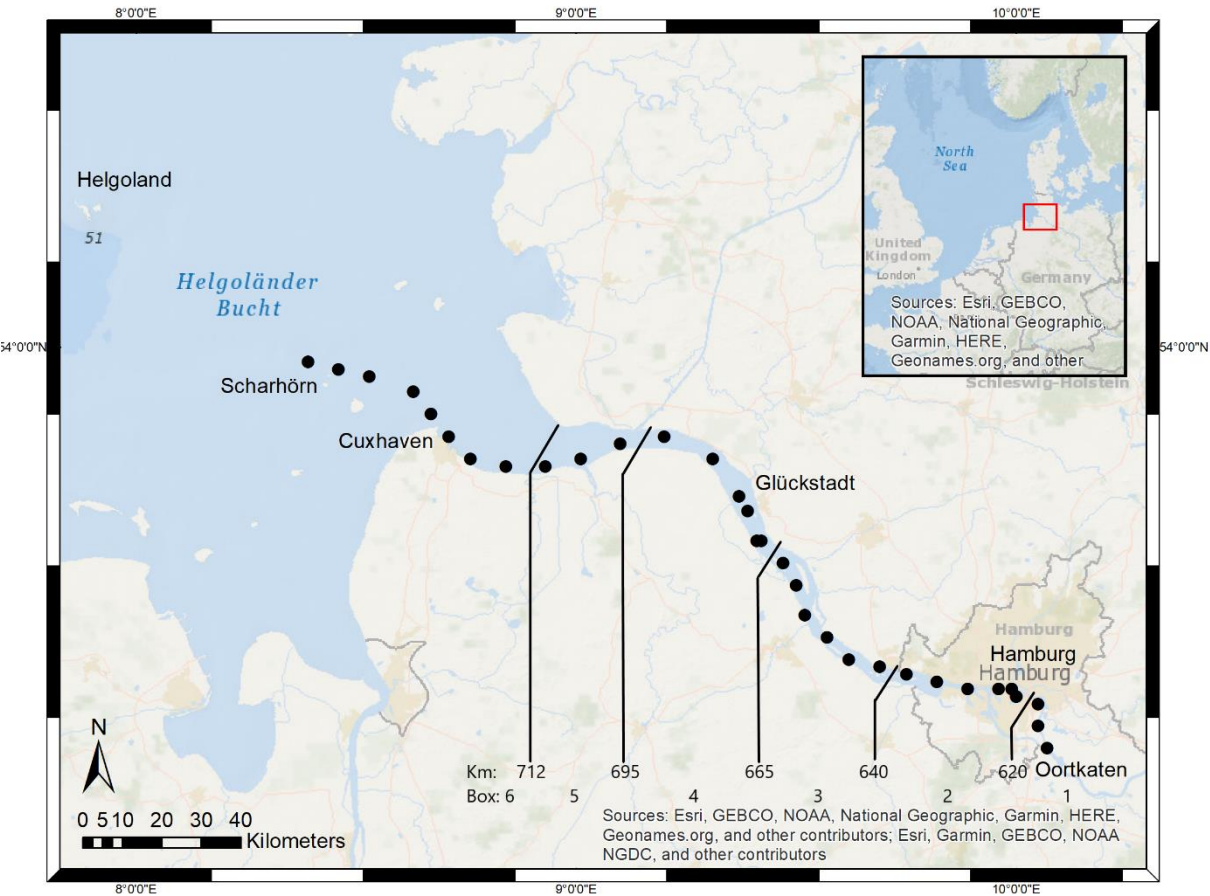 8°0'0"E 9°0'0"E 10°0'0"E
Helgoland
51
Helgoländer
Bucht
North
Sea
United
Kingdom
London
Germany
Sources: Esri, GEBCO,
NOAA, National Geographic,
Garmin, HERE,
Geonames.org, and other
54°0'0"N 54°0'0"N
Schleswig-Holstein
Scharhörn
Cuxhaven
Glückstadt
Hamburg
Hamburg
Hamburg
N
Km: 712 695 665 640 620 Oortkaten
Box: 6 5 4 3 2 1
0 5 10 20 30 40
Kilometers
Sources: Esri, GEBCO, NOAA, National Geographic, Garmin, HERE,
Geonames.org, and other contributors; Esri, Garmin, GEBCO, NOAA
NGDC, and other contributors
8°0'0"E 9°0'0"E 10°0'0"E